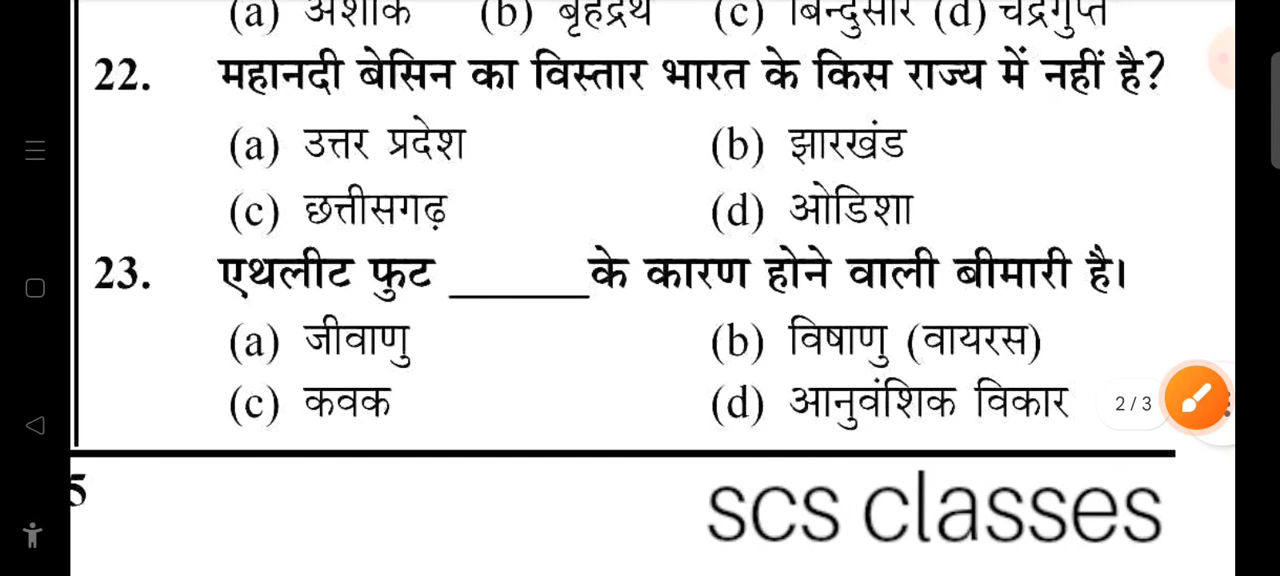 (a) अशोक (b) बृहद्रथ (c) बिन्दुसार (d) चंद्रगुप्त
22. महानदी बेसिन का विस्तार भारत के किस राज्य में नहीं है?
(a) उत्तर प्रदेश (b) झारखंड
(c) छत्तीसगढ़ (d) ओडिशा
23. एथलीट फुट ______के कारण होने वाली बीमारी है।
(a) जीवाणु (b) विषाणु (वायरस)
(c) कवक (d) आनुवंशिक विकार
2/3
5
scs classes